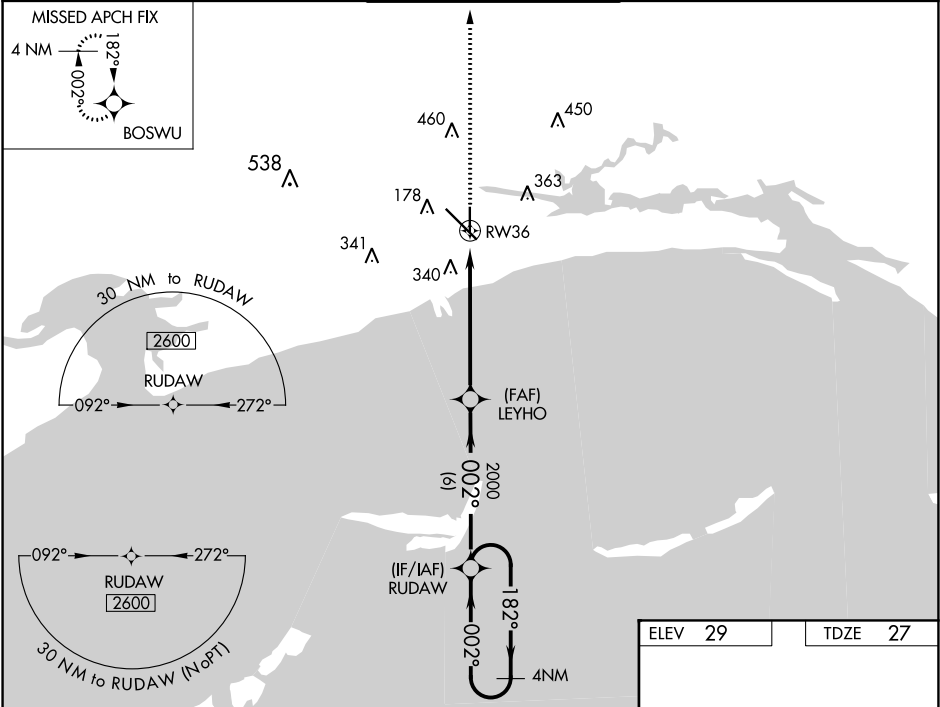 MISSED APCH FIX
4 NM
182°
002°
BOSWU
460
450
538
363
178
RW36
341
340
30 NM to RUDAW
2600
RUDAW
092°
272°
(FAF)
LEYHO
2000
002°
(6)
092°
272°
RUDAW
2600
30 NM to RUDAW (NoPT)
(IF/IAF)
RUDAW
182°
002°
4NM
ELEV 29
TDZE 27